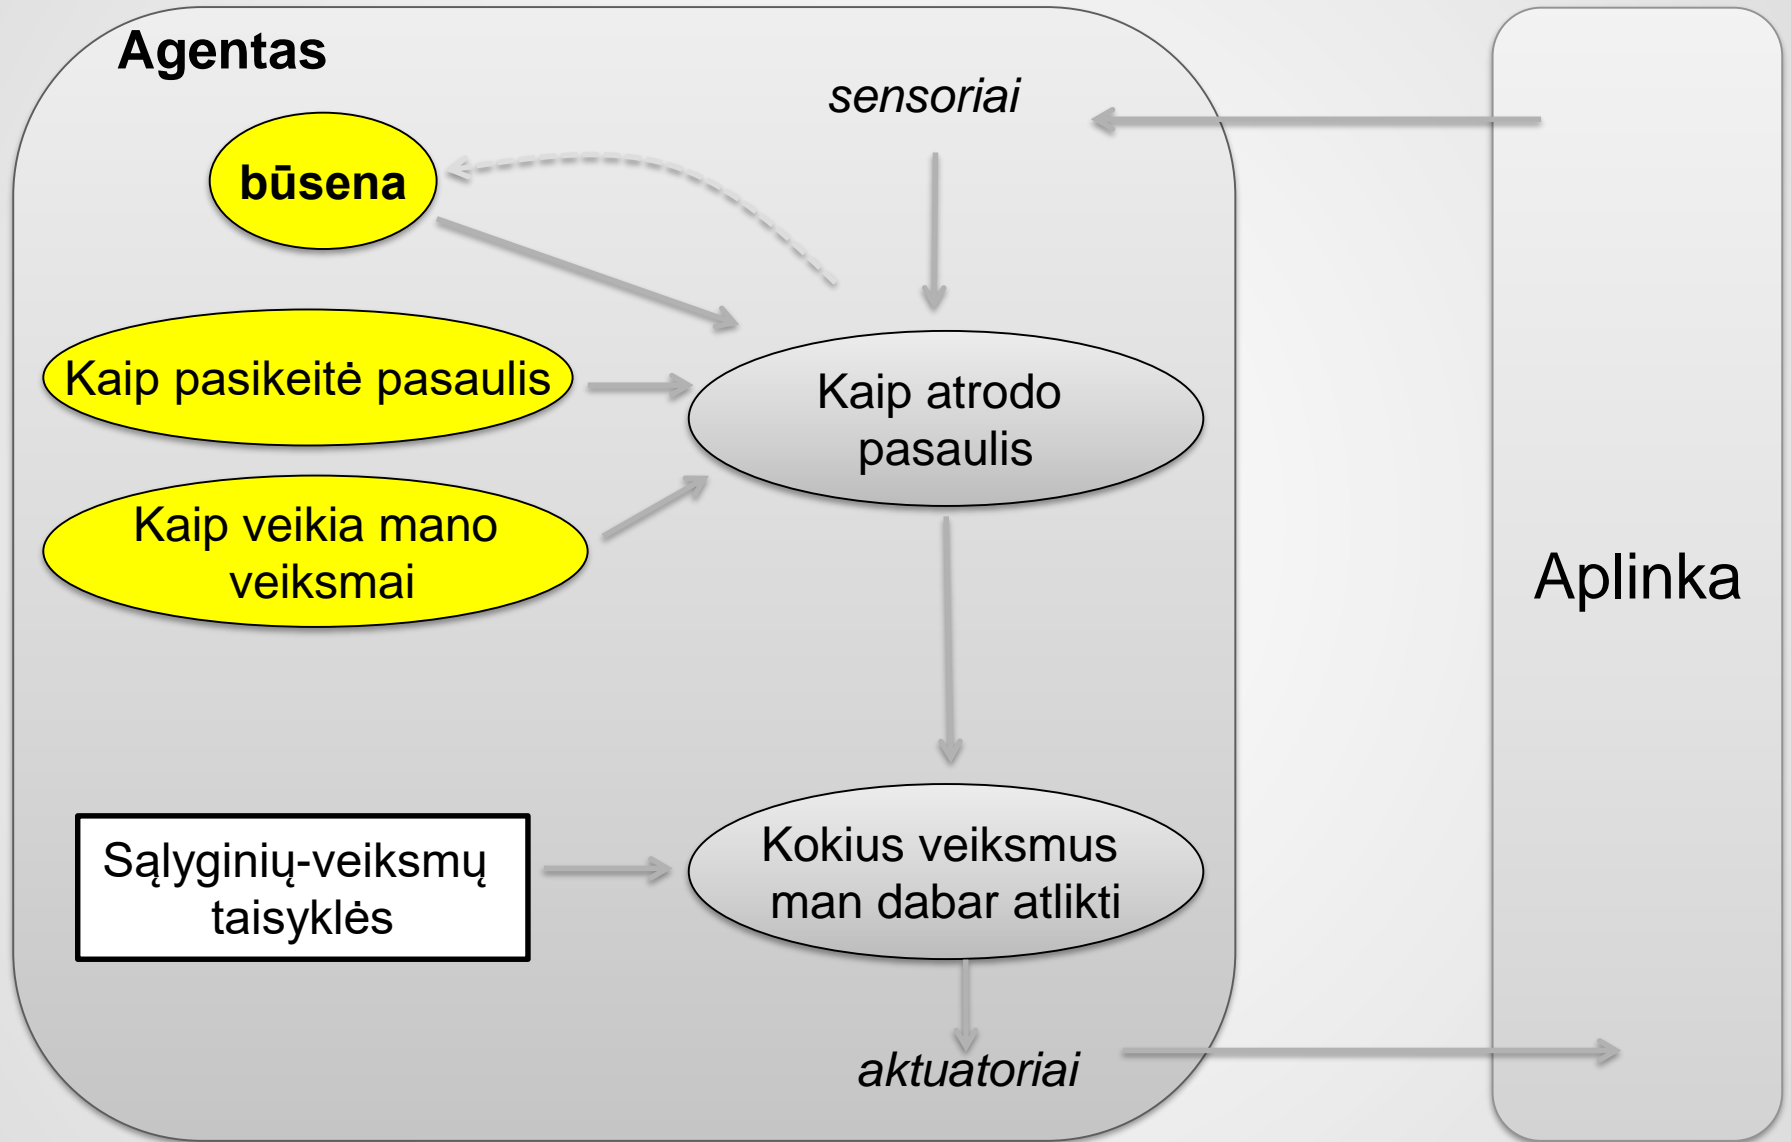 Agentas
sensoriai
būsena
Kaip pasikeitė pasaulis
Kaip atrodo
pasaulis
Kaip veikia mano
veiksmai
Aplinka
Sąlyginių-veiksmų
taisyklės
Kokius veiksmus
man dabar atlikti
aktuatoriai